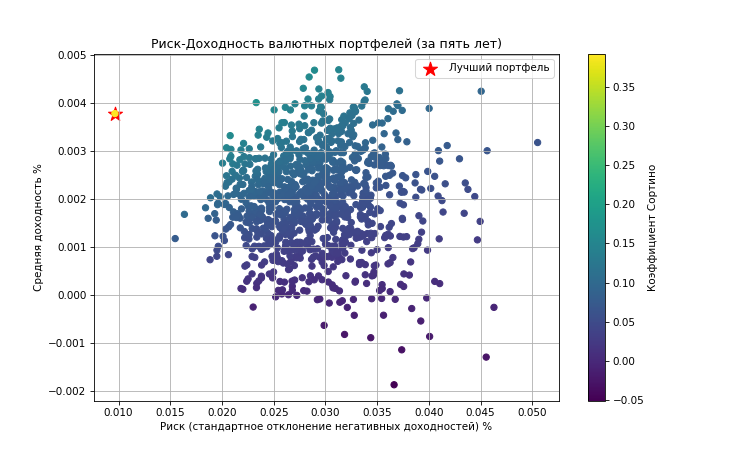 Риск-Доходность валютных портфелей (за пять лет)
Лучший портфель
Средняя доходность %
0.005
0.004
0.003
0.002
0.001
0.000
−0.001
−0.002
0.010 0.015 0.020 0.025 0.030 0.035 0.040 0.045 0.050
Риск (стандартное отклонение негативных доходностей) %
0.35
0.30
0.25
0.20
0.15
0.10
0.05
0.00
−0.05
Коэффициент Сортино